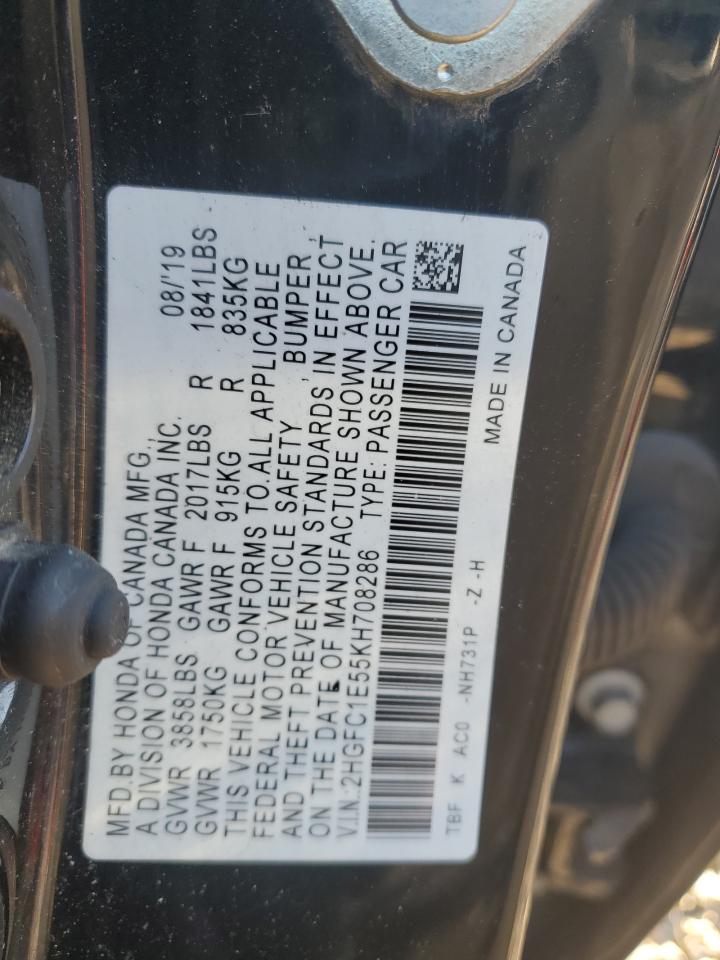 MFD.BY HONDA OF CANADA MFG., 08/19
A DIVISION OF HONDA CANADA INC.
GVWR 3858LBS GAWR F 2017LBS R 1841LBS
GVWR 1750KG GAWR F 915KG R 835KG
THIS VEHICLE CONFORMS TO ALL APPLICABLE
FEDERAL MOTOR VEHICLE SAFETY , BUMPER ,
AND THEFT PREVENTION STANDARDS IN EFFECT
ON THE DATE OF MANUFACTURE SHOWN ABOVE.
V.I.N.:2HGFC1E55KH708286 TYPE: PASSENGER CAR
TBF K AC0 -NH731P -Z -H MADE IN CANADA